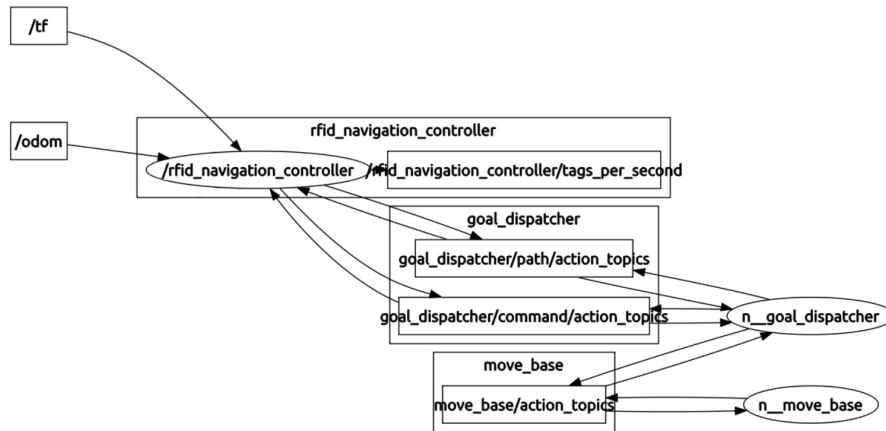 /tf
/odom
rfid_navigation_controller
/rfid_navigation_controller
/rfid_navigation_controller/tags_per_second
goal_dispatcher
goal_dispatcher/path/action_topics
goal_dispatcher/command/action_topics
n__goal_dispatcher
move_base
move_base/action_topics
n__move_base